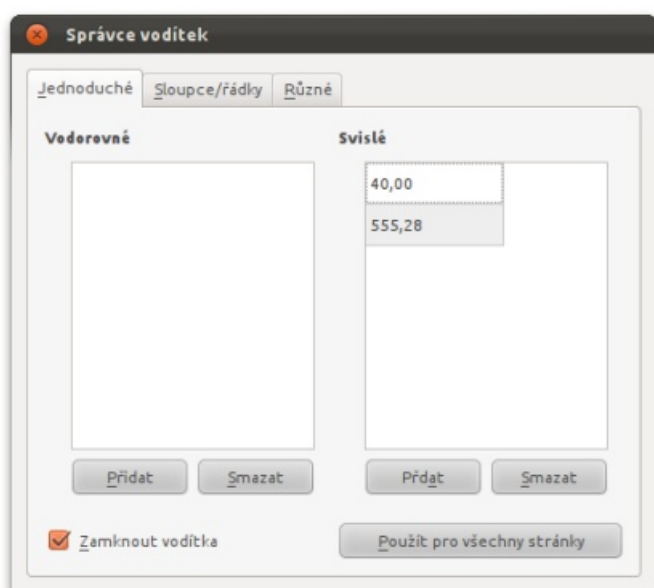 Správce vodítek
Jednoduché Sloupce/řádky Různé
Vodorovné Svislé
40,00
555,28
Přidat Smazat Přdat Smazat
Zamknout vodítka Použít pro všechny stránky